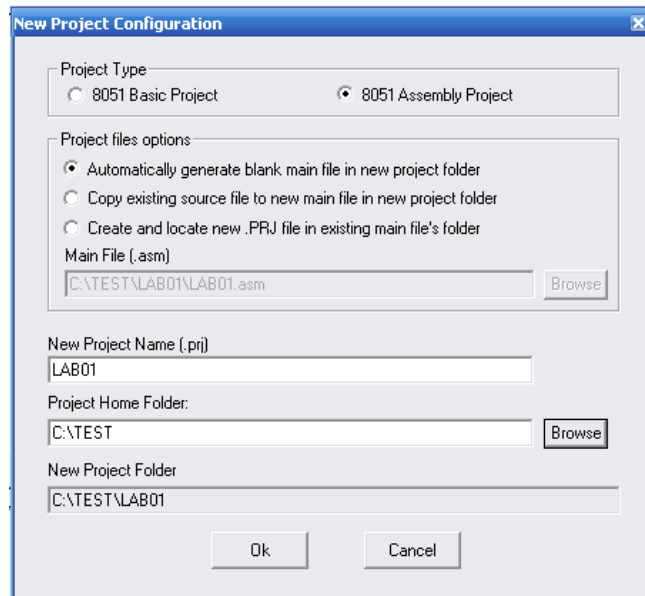 New Project Configuration
Project Type
8051 Basic Project 8051 Assembly Project
Project files options
Automatically generate blank main file in new project folder
Copy existing source file to new main file in new project folder
Create and locate new .PRJ file in existing main file's folder
Main File (.asm)
C:\TEST\LAB01\LAB01.asm Browse
New Project Name (.prj)
LAB01
Project Home Folder:
C:\TEST Browse
New Project Folder
C:\TEST\LAB01
Ok Cancel